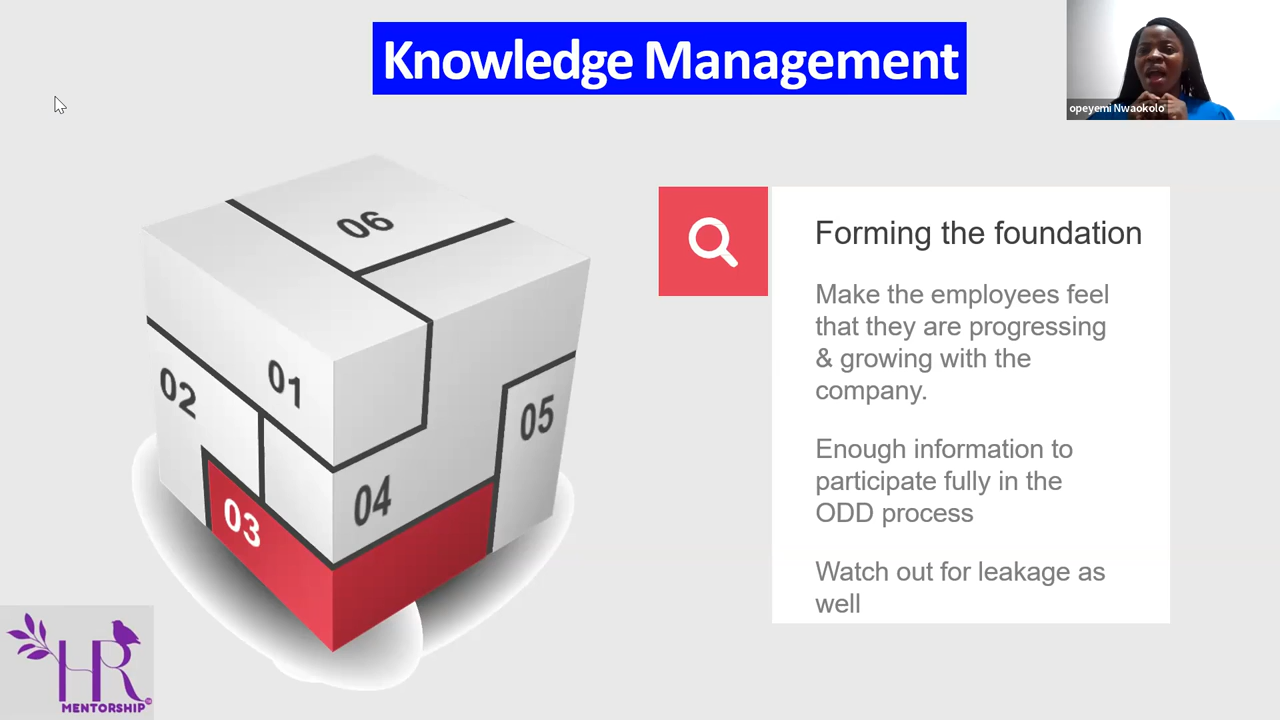 Knowledge Management
opeyemi Nwaokolo
06
01
02
05
04
03
Forming the foundation
Make the employees feel
that they are progressing
& growing with the
company.
Enough information to
participate fully in the
ODD process
Watch out for leakage as
well
HR
MENTORSHIP